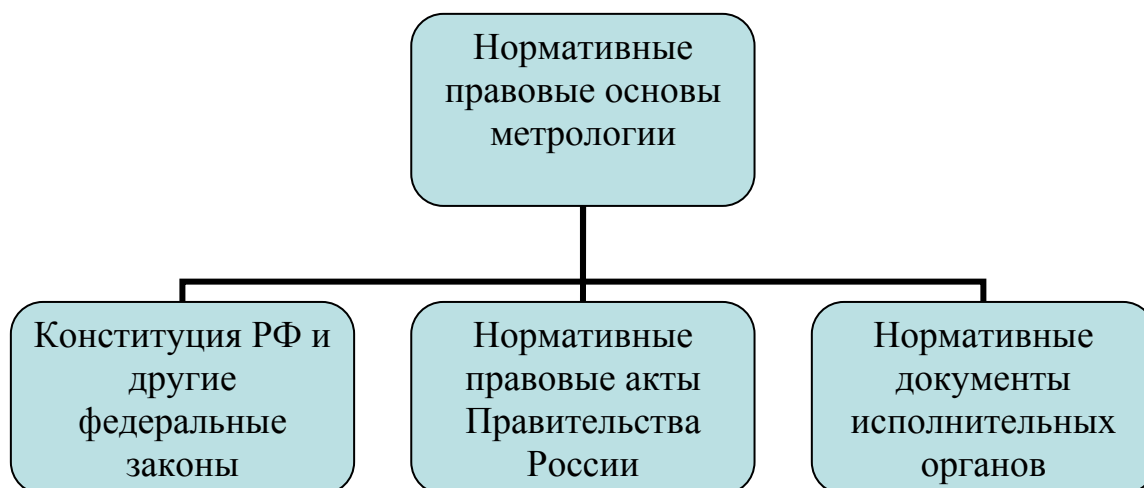 Нормативные
правовые основы
метрологии
Конституция РФ и
другие
федеральные
законы
Нормативные
правовые акты
Правительства
России
Нормативные
документы
исполнительных
органов